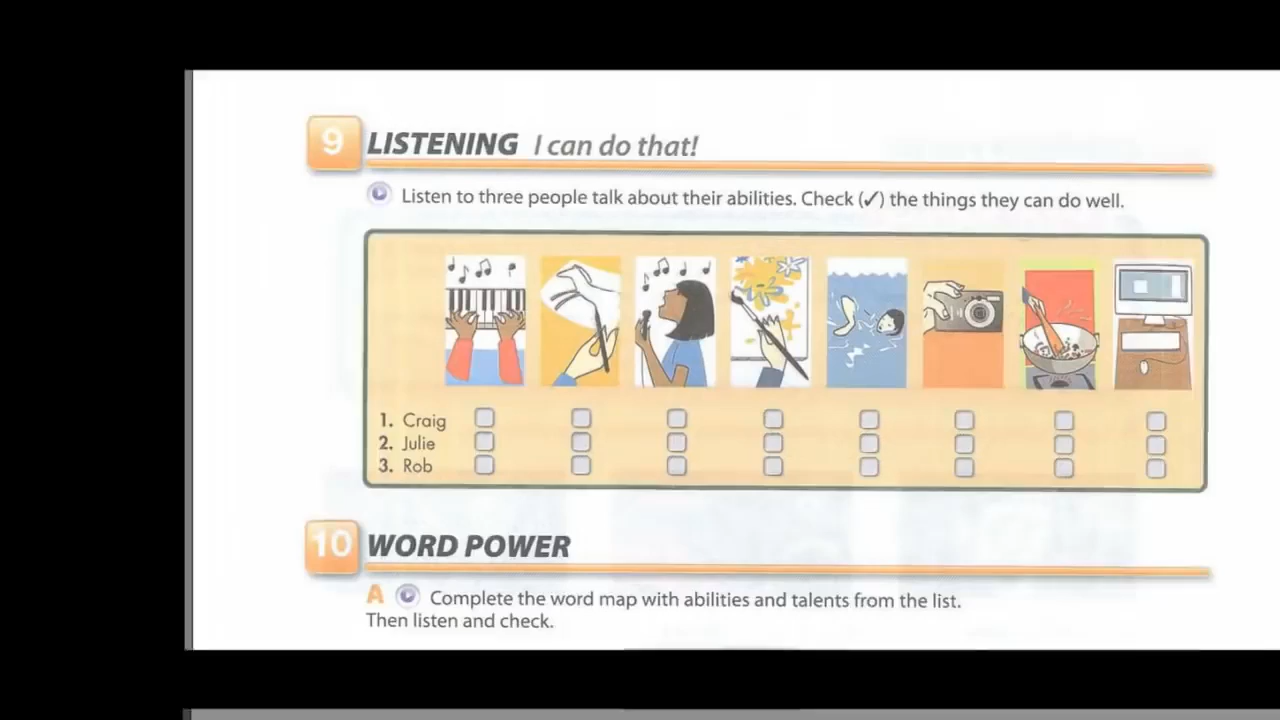 9 LISTENING I can do that!
Listen to three people talk about their abilities. Check (✓) the things they can do well.
1. Craig
2. Julie
3. Rob
10 WORD POWER
A Complete the word map with abilities and talents from the list.
Then listen and check.